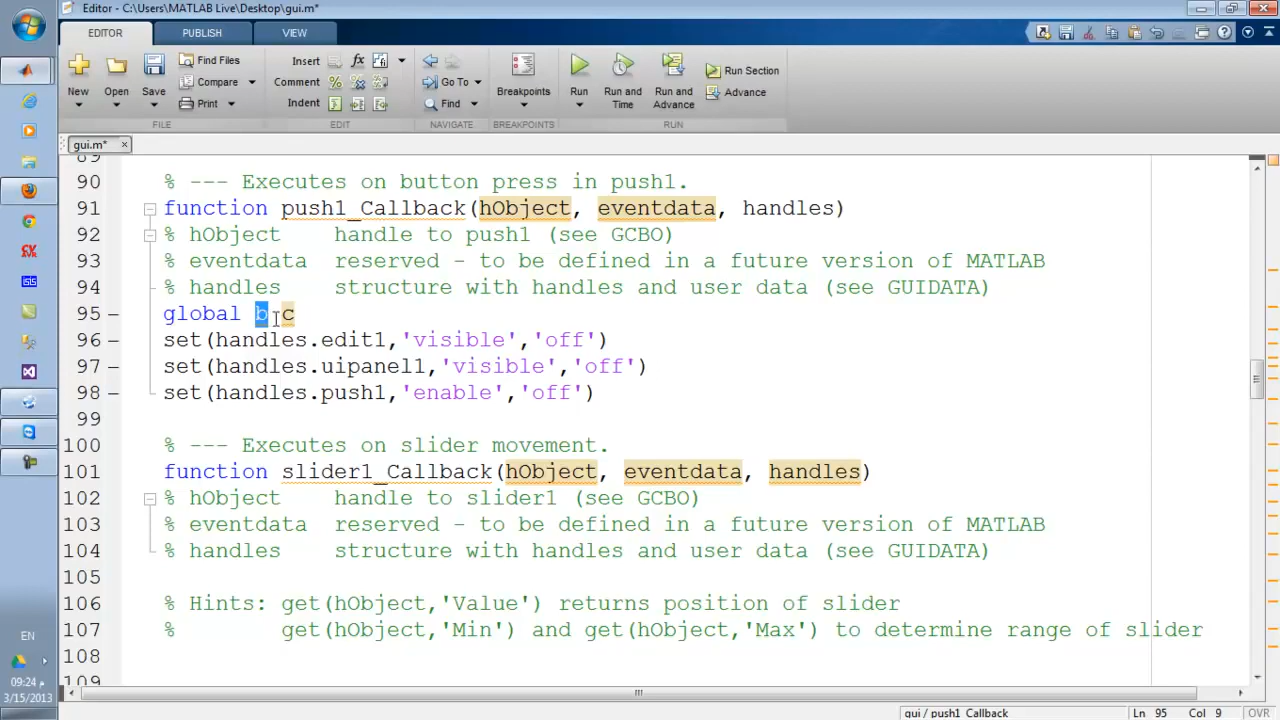 Editor - C:\Users\MATLAB Live\Desktop\gui.m*
EDITOR PUBLISH VIEW
New Open Save
Find Files
Compare
Print
Insert fx
Comment
Indent
Go To
Find
Breakpoints
Run
Run and Time
Run and Advance
Run Section
Advance
FILE EDIT NAVIGATE BREAKPOINTS RUN
gui.m*
89
90 % --- Executes on button press in push1.
91 function push1_Callback(hObject, eventdata, handles)
92 % hObject    handle to push1 (see GCBO)
93 % eventdata  reserved - to be defined in a future version of MATLAB
94 % handles    structure with handles and user data (see GUIDATA)
95 global b c
96 set(handles.edit1,'visible','off')
97 set(handles.uipanel1,'visible','off')
98 set(handles.push1,'enable','off')
99
100 % --- Executes on slider movement.
101 function slider1_Callback(hObject, eventdata, handles)
102 % hObject    handle to slider1 (see GCBO)
103 % eventdata  reserved - to be defined in a future version of MATLAB
104 % handles    structure with handles and user data (see GUIDATA)
105
106 % Hints: get(hObject,'Value') returns position of slider
107 %        get(hObject,'Min') and get(hObject,'Max') to determine range of slider
108
109
EN
09:24 م
3/15/2013
gui / push1_Callback Ln 95 Col 9 OVR